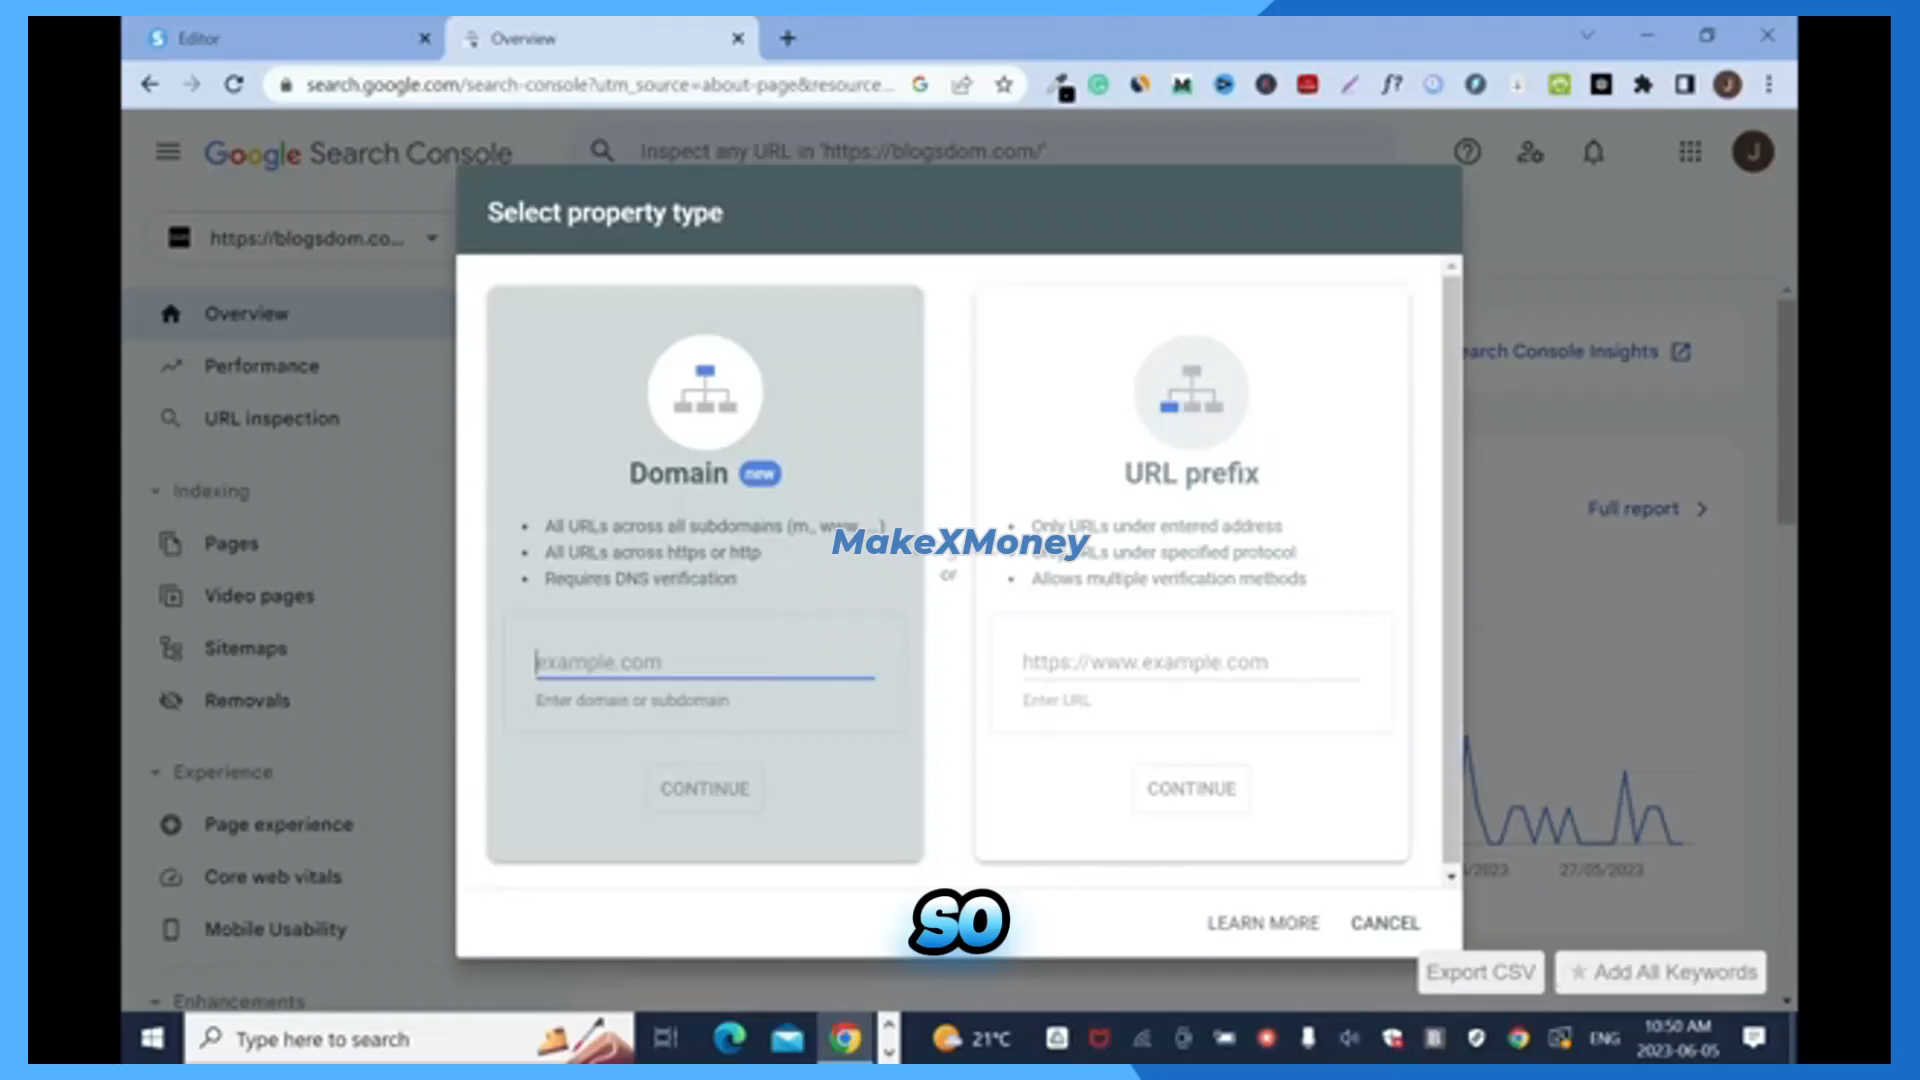 Editor
Overview
search.google.com/search-console?utm_source=about-page&resource...
Google Search Console
Inspect any URL in 'https://blogsdom.com/'
J
Select property type
https://blogsdom.co...
Overview
Performance
URL inspection
Indexing
Pages
Video pages
Sitemaps
Removals
Experience
Page experience
Core web vitals
Mobile Usability
Enhancements
Domain new
All URLs across all subdomains (m., www. ...)
All URLs across https or http
Requires DNS verification
example.com
Enter domain or subdomain
CONTINUE
or
URL prefix
Only URLs under entered address
URLs under specified protocol
Allows multiple verification methods
https://www.example.com
Enter URL
CONTINUE
MakeXMoney
LEARN MORE
CANCEL
SO
arch Console Insights
Full report
/2023
27/05/2023
Export CSV
Add All Keywords
Type here to search
21°C
ENG
10:50 AM
2023-06-05